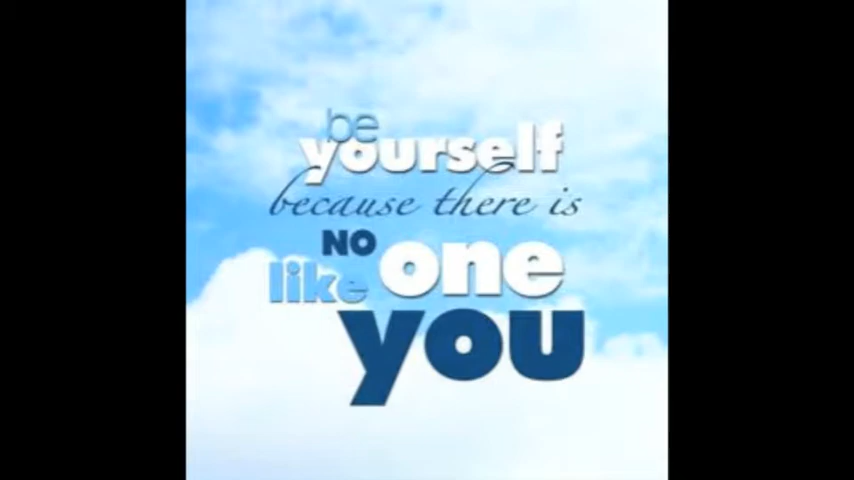 be
yourself
because there is
NO one
like
you